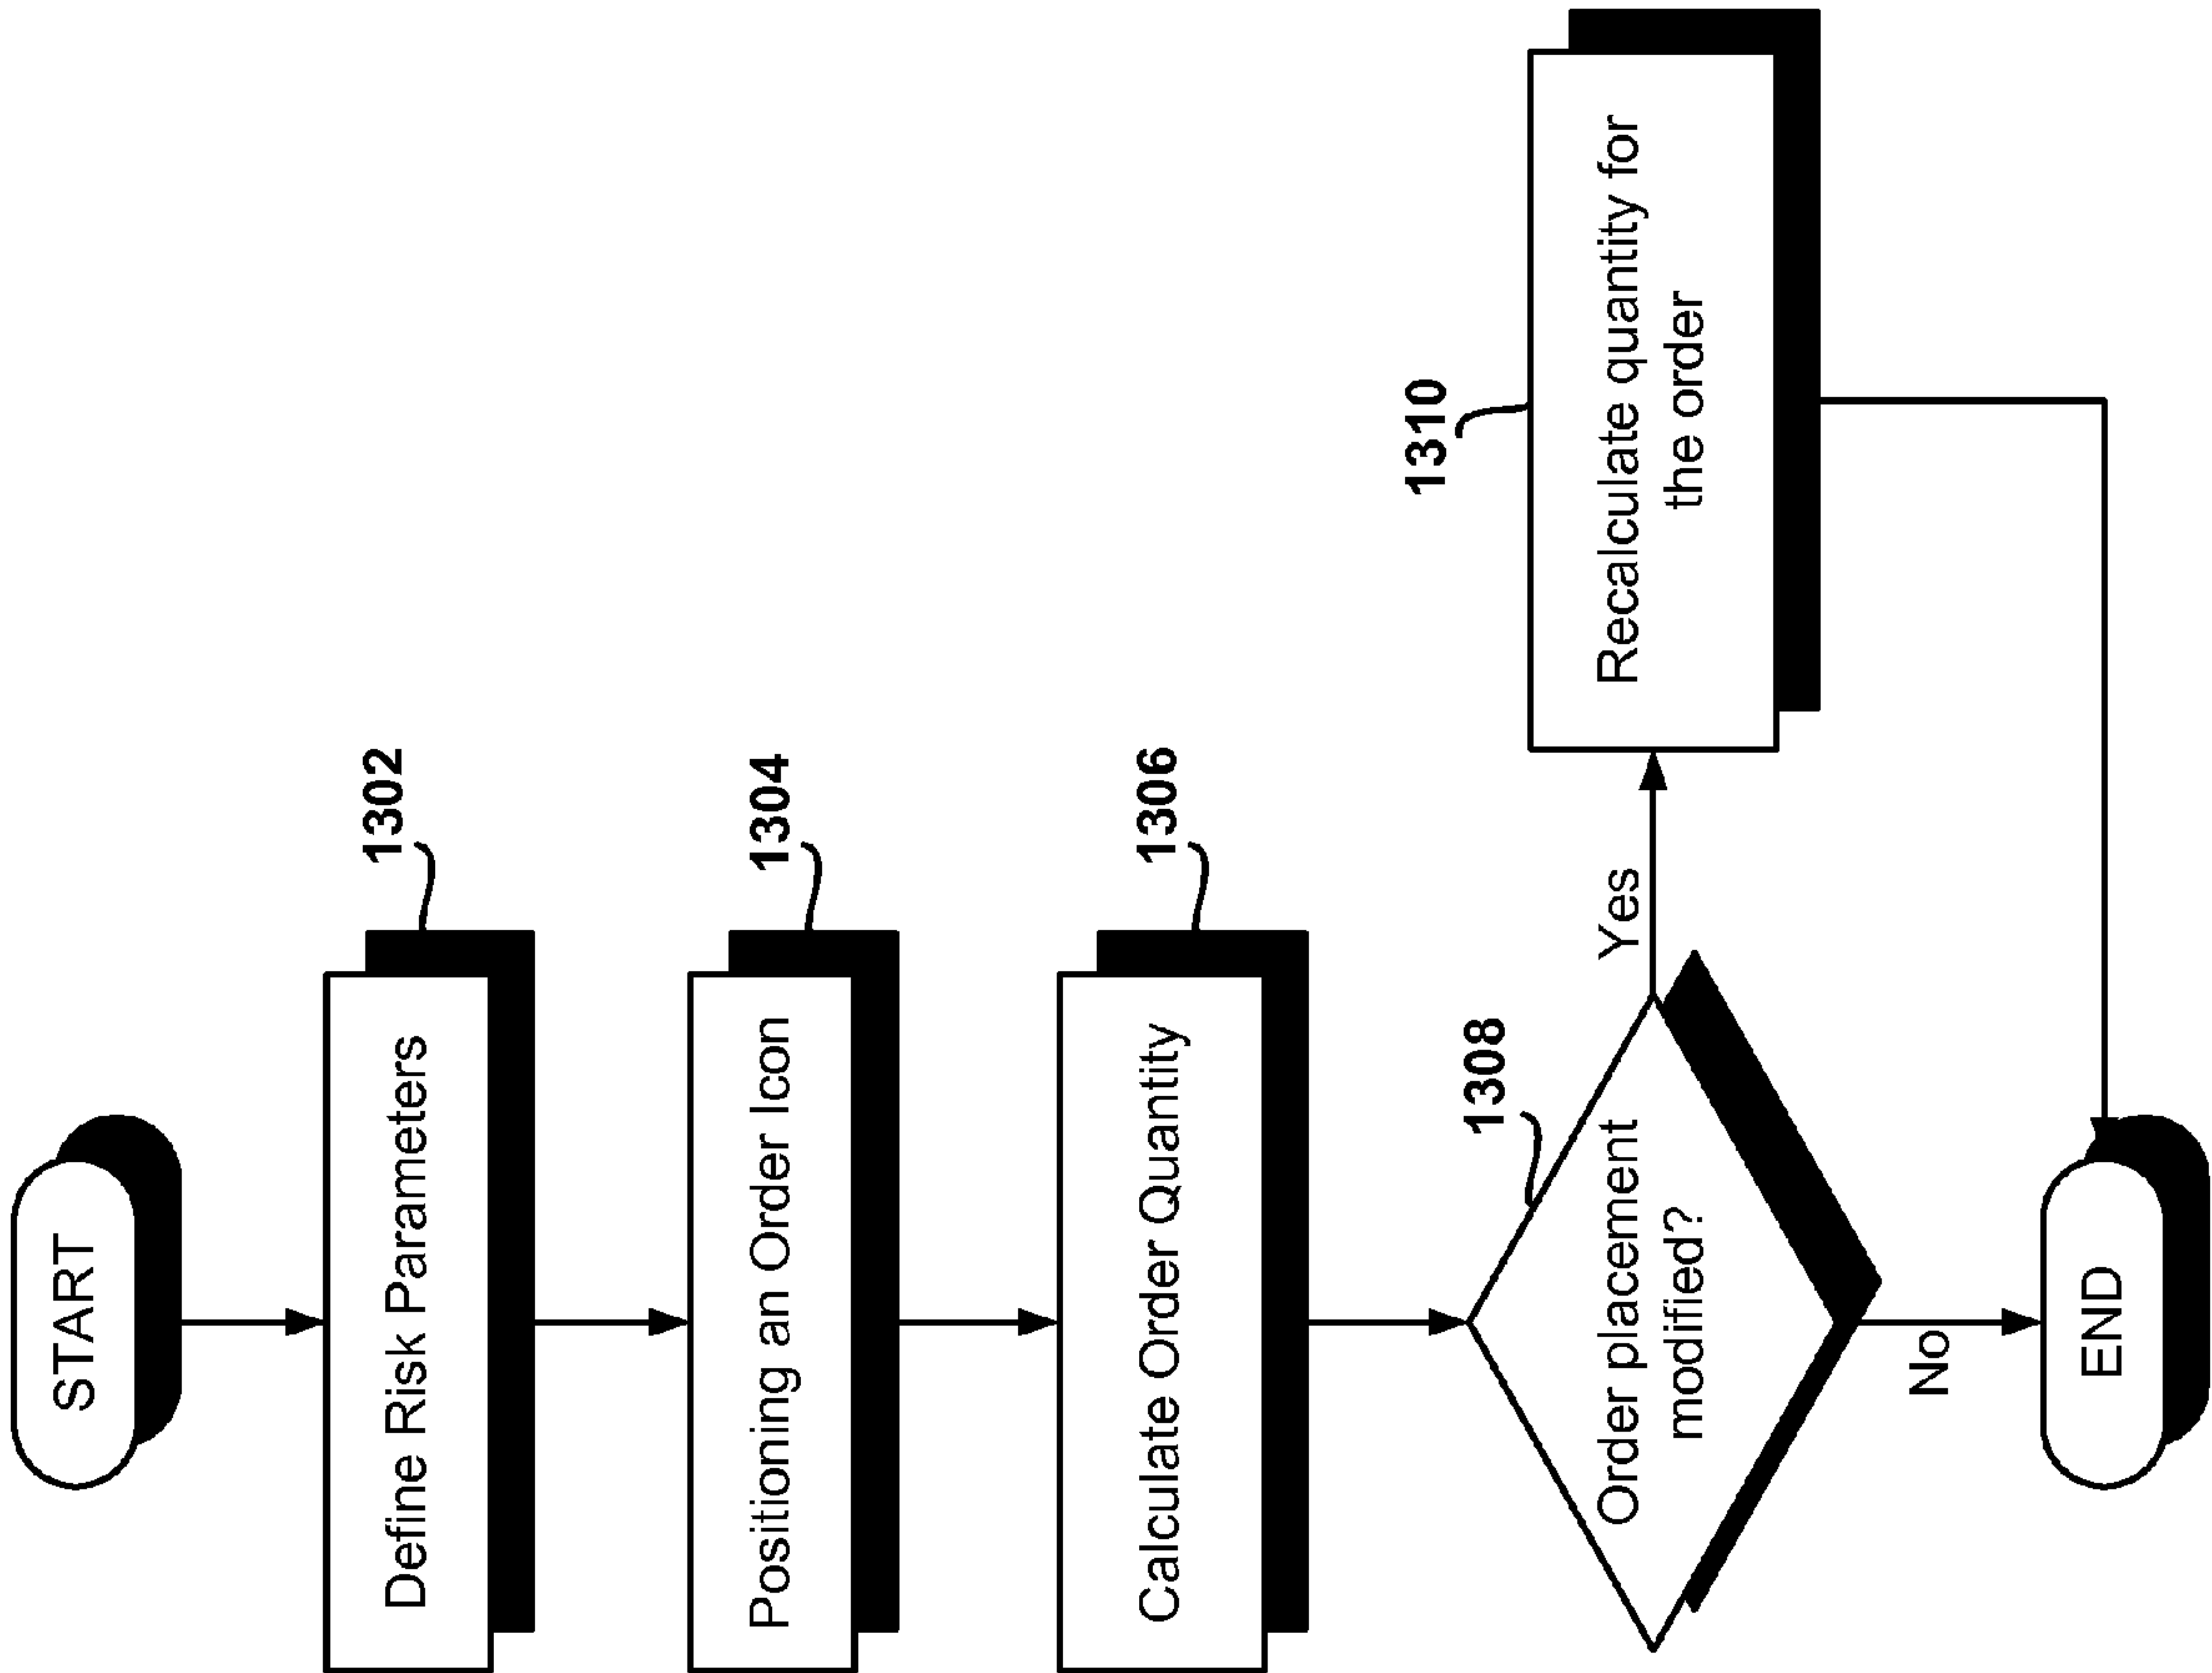 START
1302
Define Risk Parameters
1304
Positioning an Order Icon
1306
Calculate Order Quantity
1308
Order placement
modified?
Yes
1310
Recalculate quantity for
the order
No
END